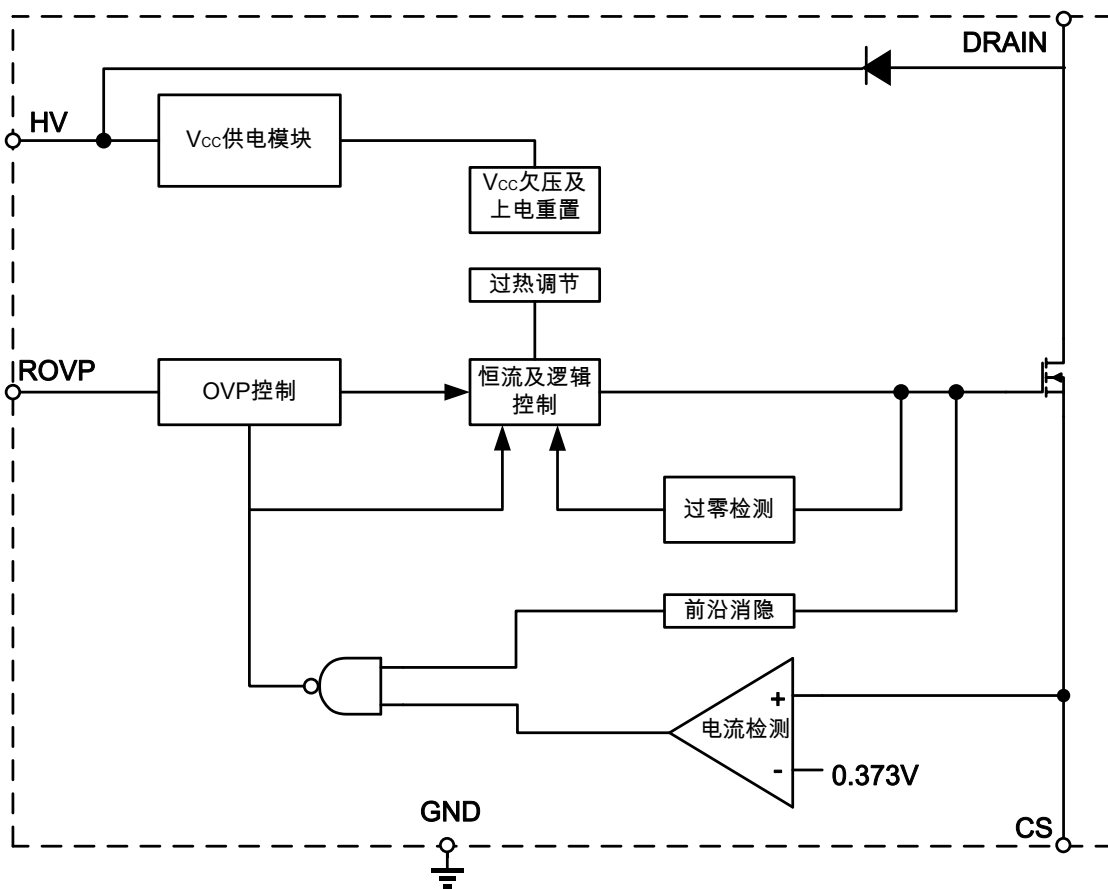 DRAIN
HV
Vcc供电模块
Vcc欠压及
上电重置
过热调节
ROVP
OVP控制
恒流及逻辑
控制
过零检测
前沿消隐
+
电流检测
-
0.373V
GND
CS